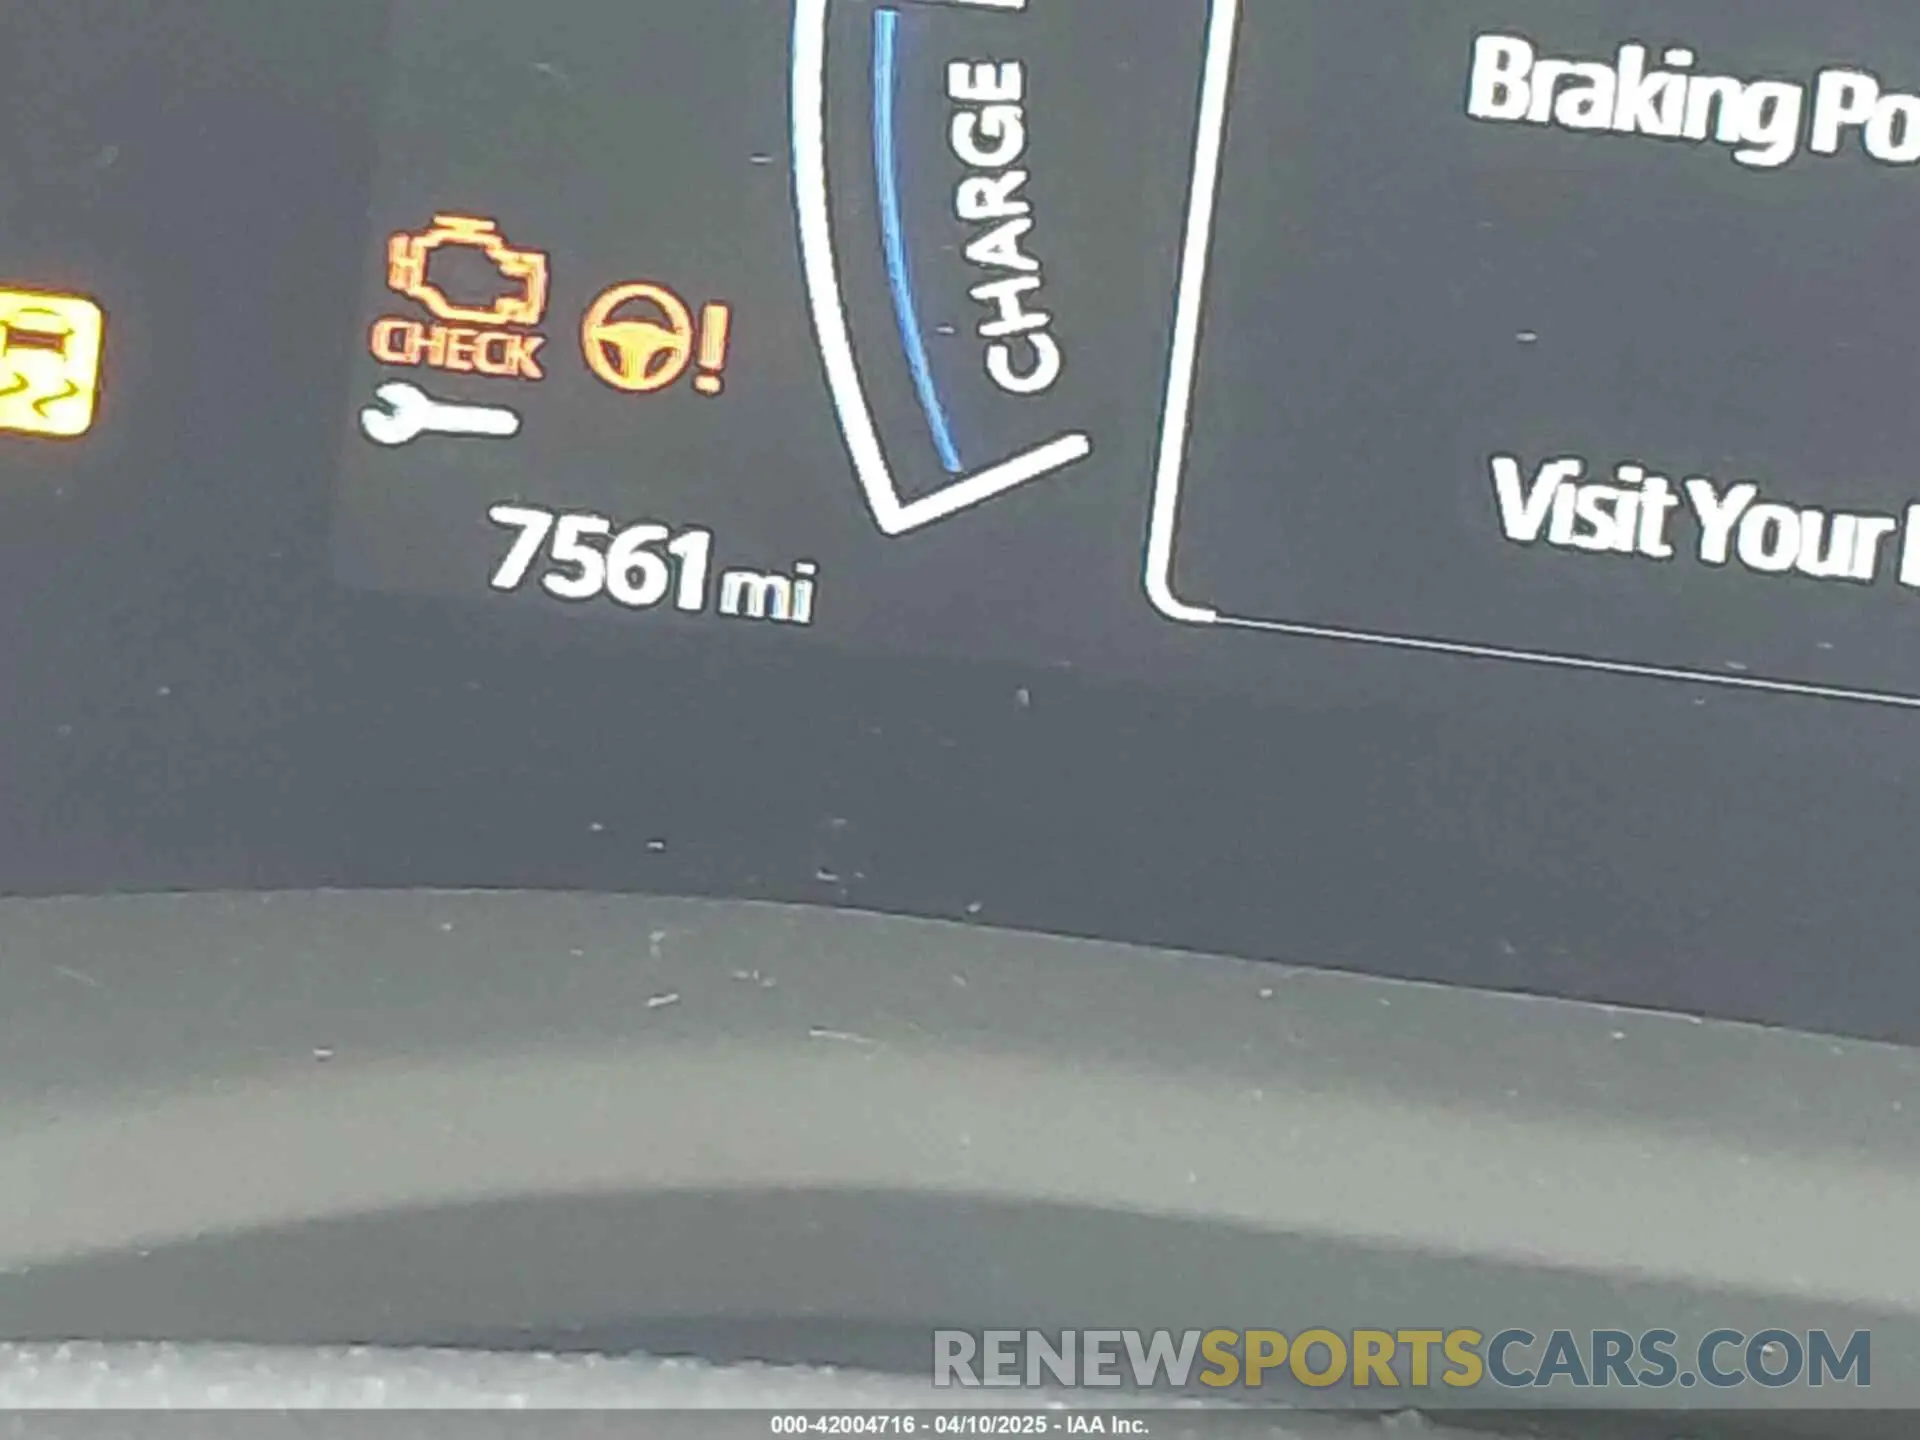 CHARGE
Braking Po
CHECK
Visit Your
7561 mi
RENEWSPORTSCARS.COM
000-42004716 - 04/10/2025 - IAA Inc.